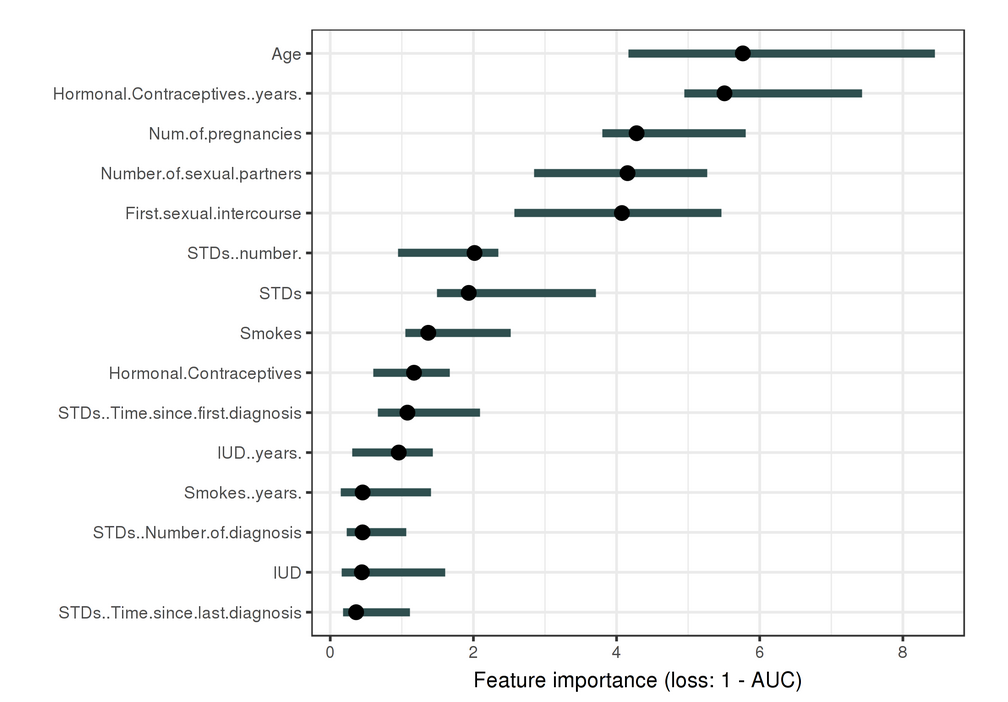 Age
Hormonal.Contraceptives..years.
Num.of.pregnancies
Number.of.sexual.partners
First.sexual.intercourse
STDs..number.
STDs
Smokes
Hormonal.Contraceptives
STDs..Time.since.first.diagnosis
IUD..years.
Smokes..years.
STDs..Number.of.diagnosis
IUD
STDs..Time.since.last.diagnosis
0 2 4 6 8
Feature importance (loss: 1 - AUC)